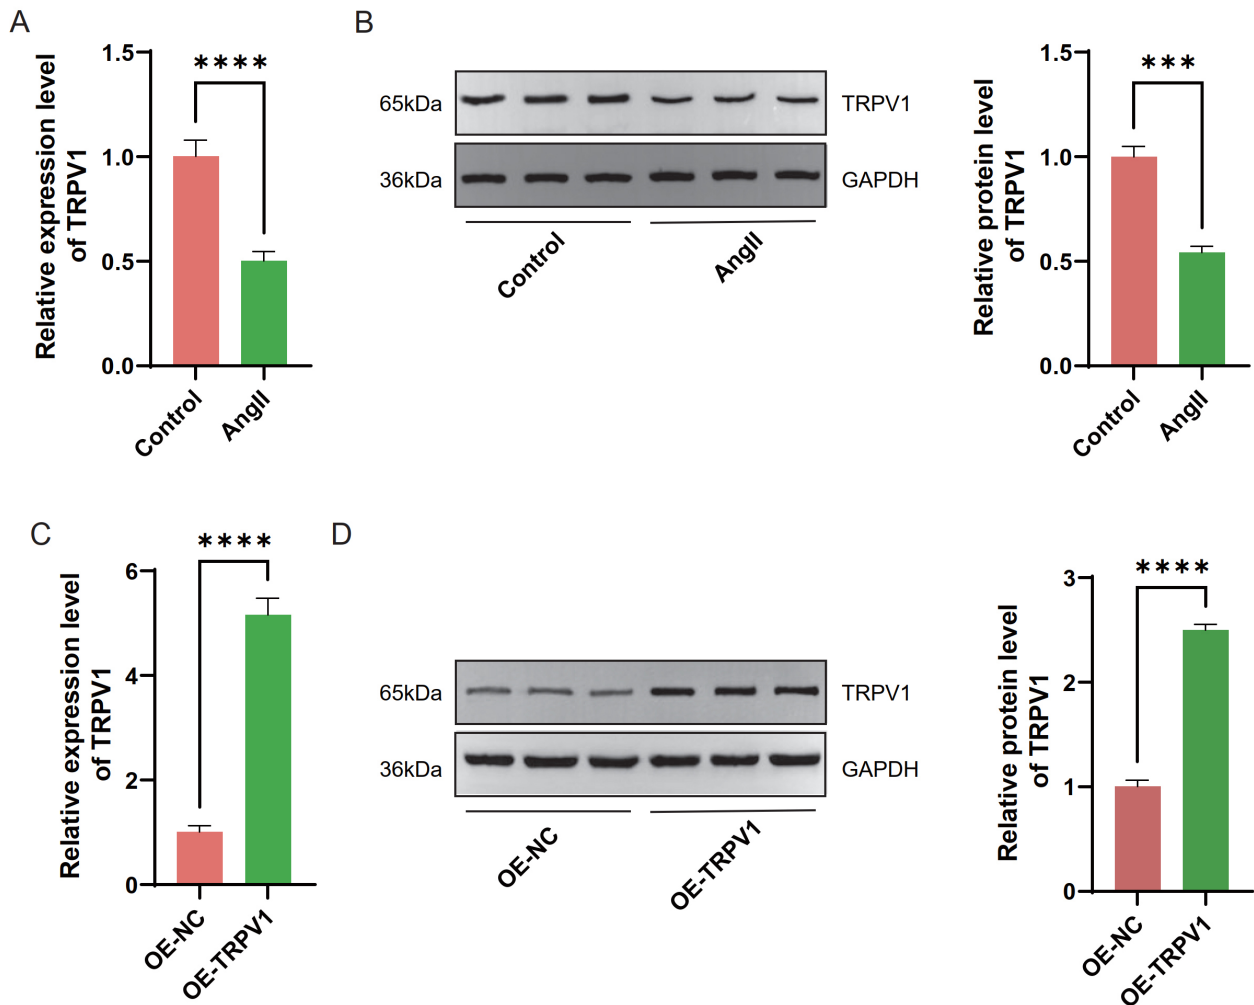 A
Relative expression level
of TRPV1
1.5
1.0
0.5
0.0
****
Control
AngII
B
65kDa
TRPV1
36kDa
GAPDH
Control
AngII
Relative protein level
of TRPV1
1.5
1.0
0.5
0.0
***
Control
AngII
C
Relative expression level
of TRPV1
6
4
2
0
****
OE-NC
OE-TRPV1
D
65kDa
TRPV1
36kDa
GAPDH
OE-NC
OE-TRPV1
Relative protein level
of TRPV1
3
2
1
0
****
OE-NC
OE-TRPV1